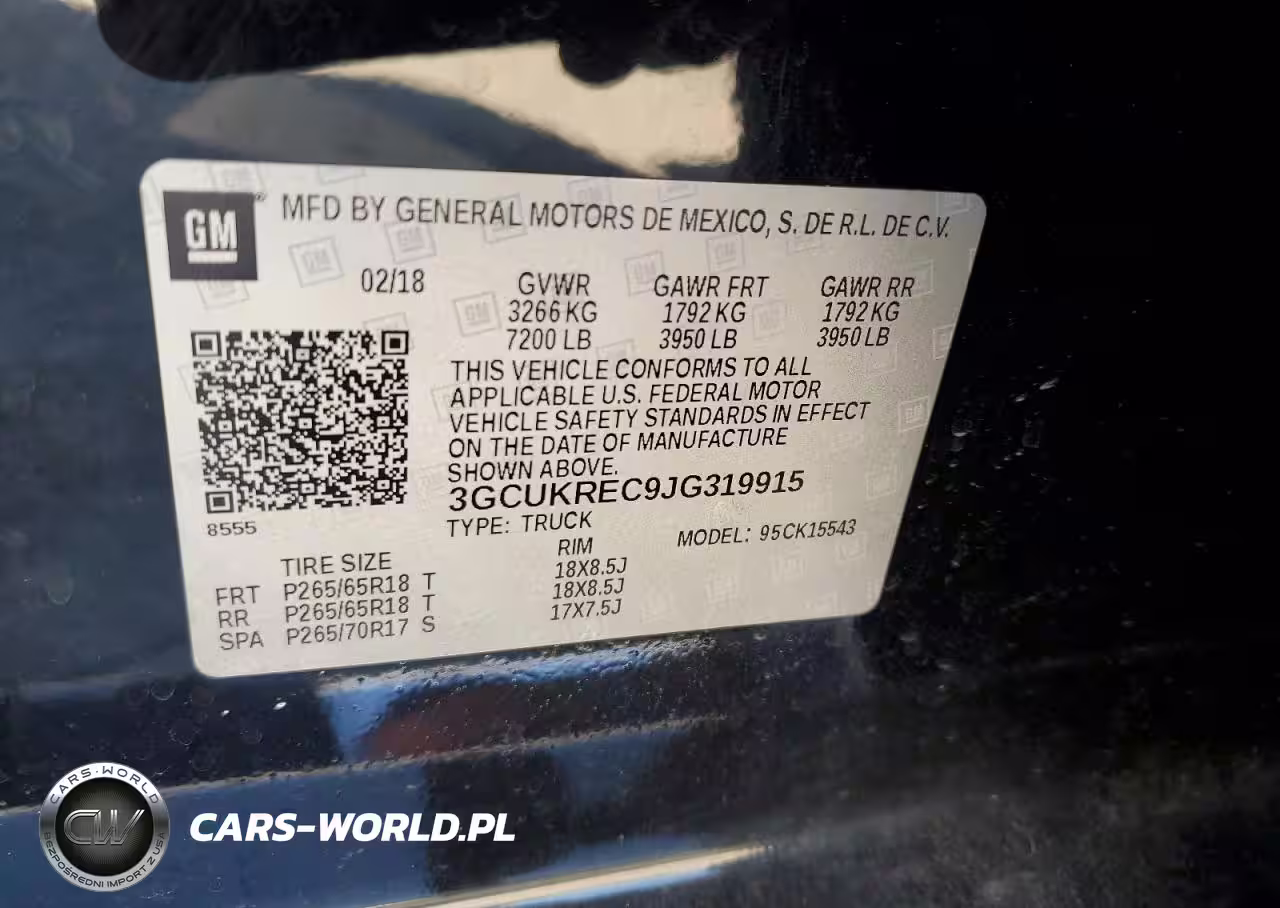 GM
® MFD BY GENERAL MOTORS DE MEXICO, S. DE R.L. DE C.V.
02/18 GVWR GAWR FRT GAWR RR
3266 KG 1792 KG 1792 KG
7200 LB 3950 LB 3950 LB
THIS VEHICLE CONFORMS TO ALL
APPLICABLE U.S. FEDERAL MOTOR
VEHICLE SAFETY STANDARDS IN EFFECT
ON THE DATE OF MANUFACTURE
SHOWN ABOVE.
3GCUKREC9JG319915
8555
TYPE: TRUCK MODEL: 95CK15543
TIRE SIZE RIM
FRT P265/65R18 T 18X8.5J
RR P265/65R18 T 18X8.5J
SPA P265/70R17 S 17X7.5J
CARS-WORLD
CW
BEZPOŚREDNI IMPORT Z USA
CARS-WORLD.PL